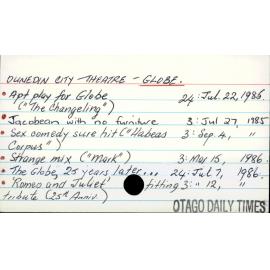 DUNEDIN CITY - THEATRE - GLOBE.
• Apt play for Globe 24: Jul. 22, 1986.
("The Changeling")
• Jacobean with no furniture 3: Jul 27, 1985
• Sex comedy sure hit ("Habeas 3: Sep. 4, "
Corpus")
• Strange mix ("Mark") 3: Mar 15, 1986.
• The Globe, 25 years later... 24: Jul 7, 1986.
• 'Romeo and Juliet' fitting 3: " 12, "
tribute (25th Anniv)
OTAGO DAILY TIMES